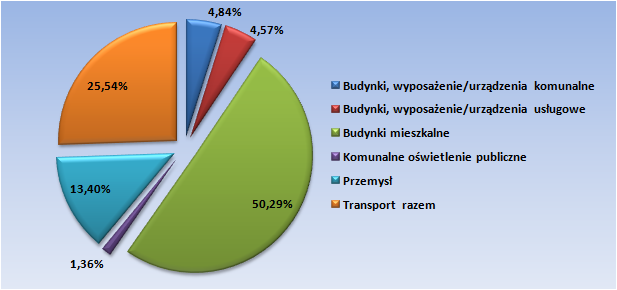 4,84%
4,57%
25,54%
13,40%
50,29%
1,36%
Budynki, wyposażenie/urządzenia komunalne
Budynki, wyposażenie/urządzenia usługowe
Budynki mieszkalne
Komunalne oświetlenie publiczne
Przemysł
Transport razem